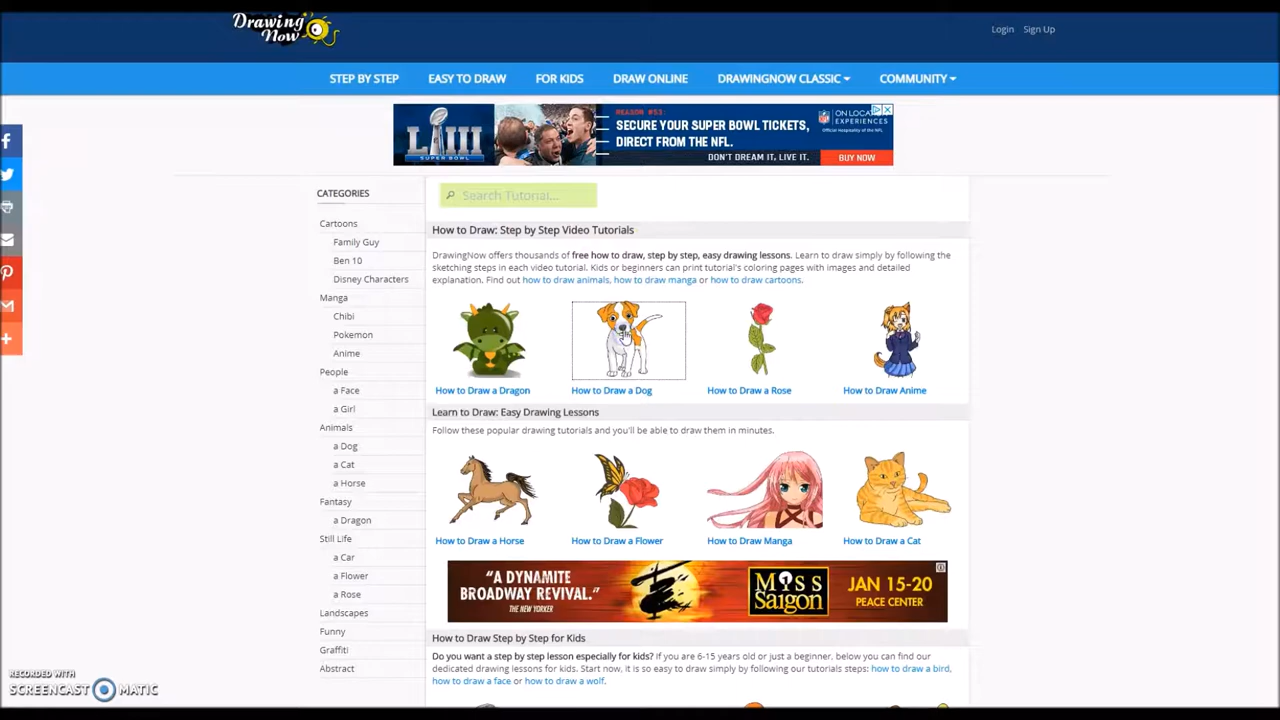 Drawing
Now
Login Sign Up
STEP BY STEP EASY TO DRAW FOR KIDS DRAW ONLINE DRAWINGNOW CLASSIC COMMUNITY
LIII
SUPER BOWL
REASON #53:
SECURE YOUR SUPER BOWL TICKETS,
DIRECT FROM THE NFL.
DON'T DREAM IT, LIVE IT.
NFL
ON LOCATION
EXPERIENCES
Official Hospitality of the NFL
BUY NOW
CATEGORIES
Cartoons
Family Guy
Ben 10
Disney Characters
Manga
Chibi
Pokemon
Anime
People
a Face
a Girl
Animals
a Dog
a Cat
a Horse
Fantasy
a Dragon
Still Life
a Car
a Flower
a Rose
Landscapes
Funny
Graffiti
Abstract
Search Tutorial...
How to Draw: Step by Step Video Tutorials
DrawingNow offers thousands of free how to draw, step by step, easy drawing lessons. Learn to draw simply by following the
sketching steps in each video tutorial. Kids or beginners can print tutorial's coloring pages with images and detailed
explanation. Find out how to draw animals, how to draw manga or how to draw cartoons.
How to Draw a Dragon How to Draw a Dog How to Draw a Rose How to Draw Anime
Learn to Draw: Easy Drawing Lessons
Follow these popular drawing tutorials and you'll be able to draw them in minutes.
How to Draw a Horse How to Draw a Flower How to Draw Manga How to Draw a Cat
"A DYNAMITE
BROADWAY REVIVAL."
THE NEW YORKER
MISS
SAIGON
JAN 15-20
PEACE CENTER
How to Draw Step by Step for Kids
Do you want a step by step lesson especially for kids? If you are 6-15 years old or just a beginner, below you can find our
dedicated drawing lessons for kids. Start now, it is so easy to draw simply by following our tutorials steps: how to draw a bird,
how to draw a face or how to draw a wolf.
RECORDED WITH
SCREENCAST MATIC